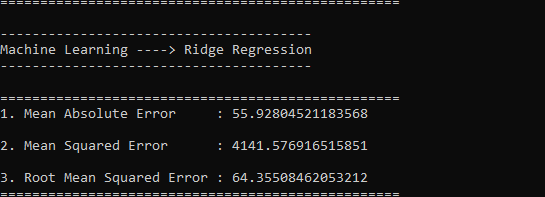 ==================================================
---------------------------------------
Machine Learning ----> Ridge Regression
---------------------------------------
==================================================
1. Mean Absolute Error     : 55.92804521183568
2. Mean Squared Error      : 4141.576916515851
3. Root Mean Squared Error : 64.35508462053212
==================================================